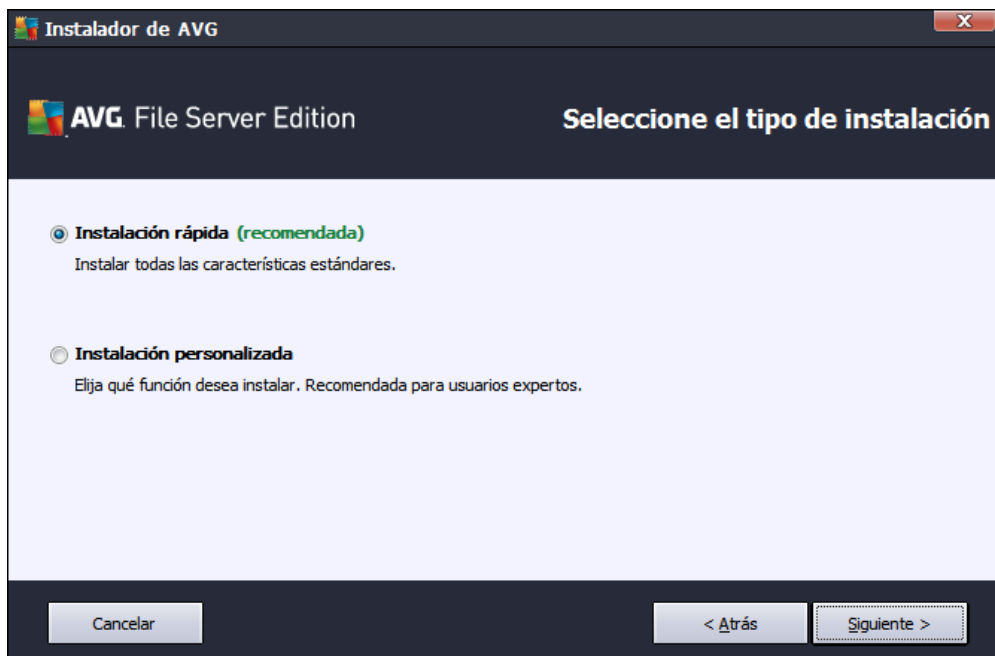 Instalador de AVG
AVG. File Server Edition
Seleccione el tipo de instalación
Instalación rápida (recomendada)
Instalar todas las características estándares.
Instalación personalizada
Elija qué función desea instalar. Recomendada para usuarios expertos.
Cancelar
< Atrás
Siguiente >